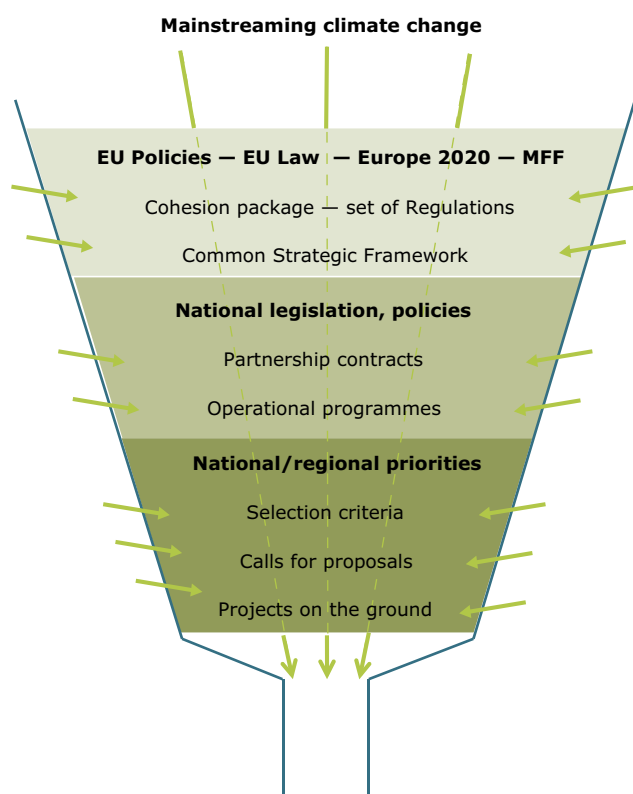 Mainstreaming climate change
EU Policies — EU Law — Europe 2020 — MFF
Cohesion package — set of Regulations
Common Strategic Framework
National legislation, policies
Partnership contracts
Operational programmes
National/regional priorities
Selection criteria
Calls for proposals
Projects on the ground